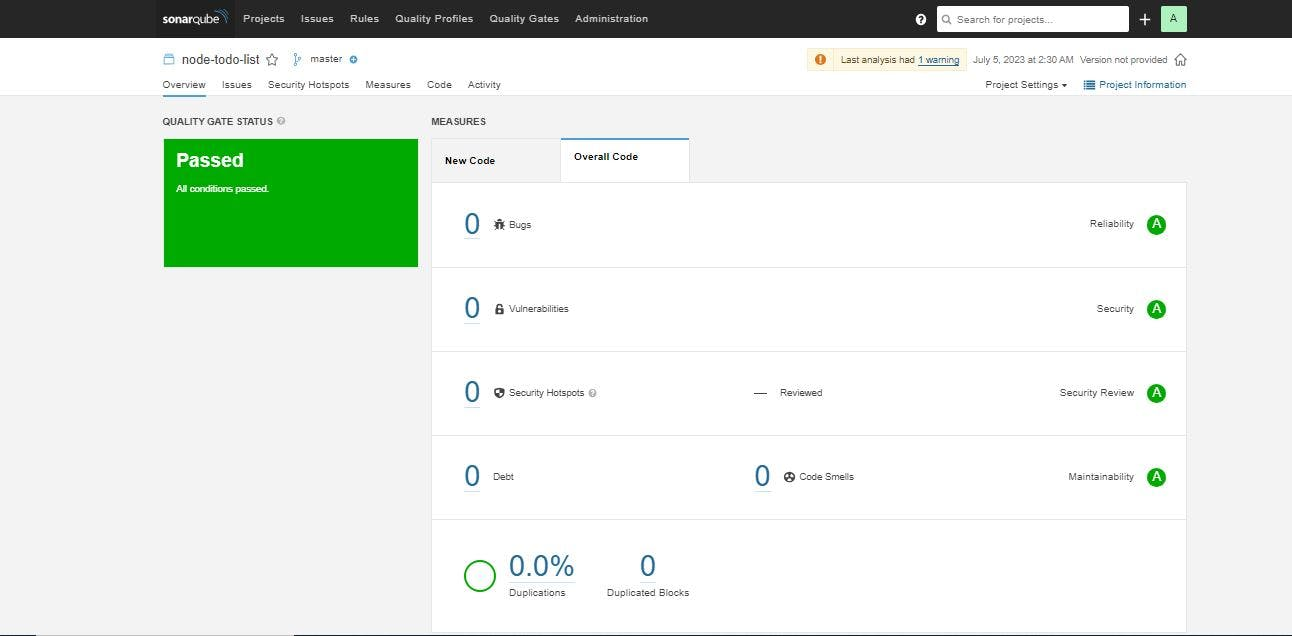 sonarqube Projects Issues Rules Quality Profiles Quality Gates Administration ? Search for projects... + A
node-todo-list master Last analysis had 1 warning July 5, 2023 at 2:30 AM Version not provided
Overview Issues Security Hotspots Measures Code Activity Project Settings Project Information
QUALITY GATE STATUS ? MEASURES
Passed
All conditions passed.
New Code Overall Code
0 Bugs Reliability A
0 Vulnerabilities Security A
0 Security Hotspots ? — Reviewed Security Review A
0 Debt 0 Code Smells Maintainability A
0.0% 0
Duplications Duplicated Blocks